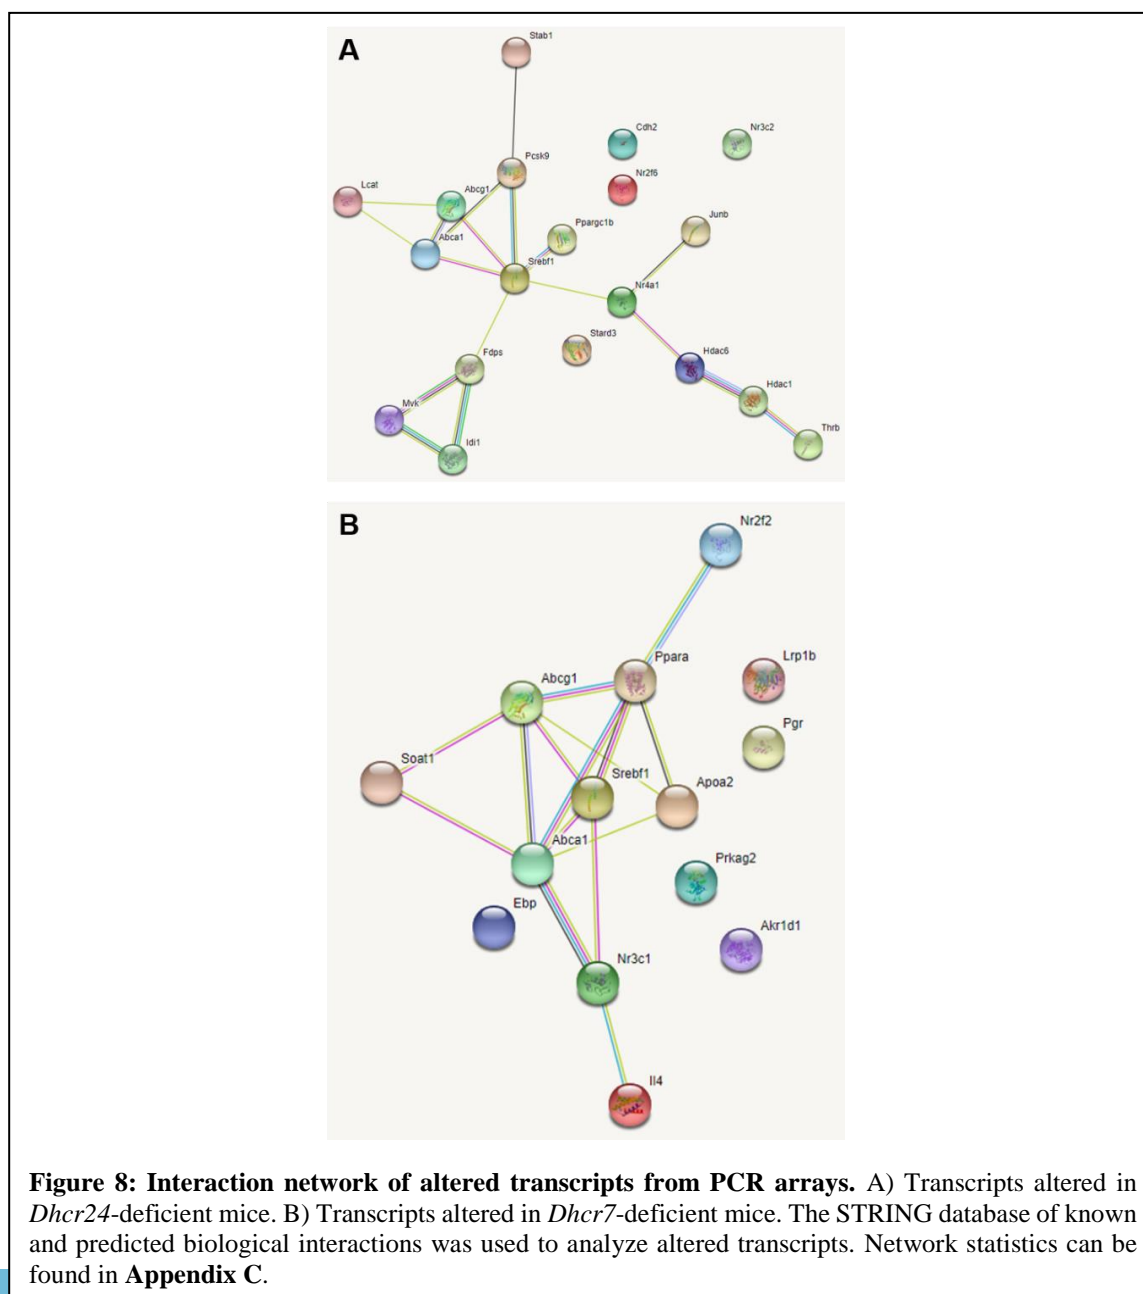 A
Stab1
Cdh2
Nr3c2
Pcsk9
Nr2f6
Lcat
Abcg1
Junb
Ppargc1b
Abca1
Srebf1
Nr4a1
Stard3
Fdps
Hdac6
Hdac1
Mvk
Thrb
Idi1
B
Nr2f2
Ppara
Lrp1b
Abcg1
Pgr
Soat1
Srebf1
Apoa2
Abca1
Prkag2
Ebp
Akr1d1
Nr3c1
Il4
Figure 8: Interaction network of altered transcripts from PCR arrays. A) Transcripts altered in
Dhcr24-deficient mice. B) Transcripts altered in Dhcr7-deficient mice. The STRING database of known
and predicted biological interactions was used to analyze altered transcripts. Network statistics can be
found in Appendix C.